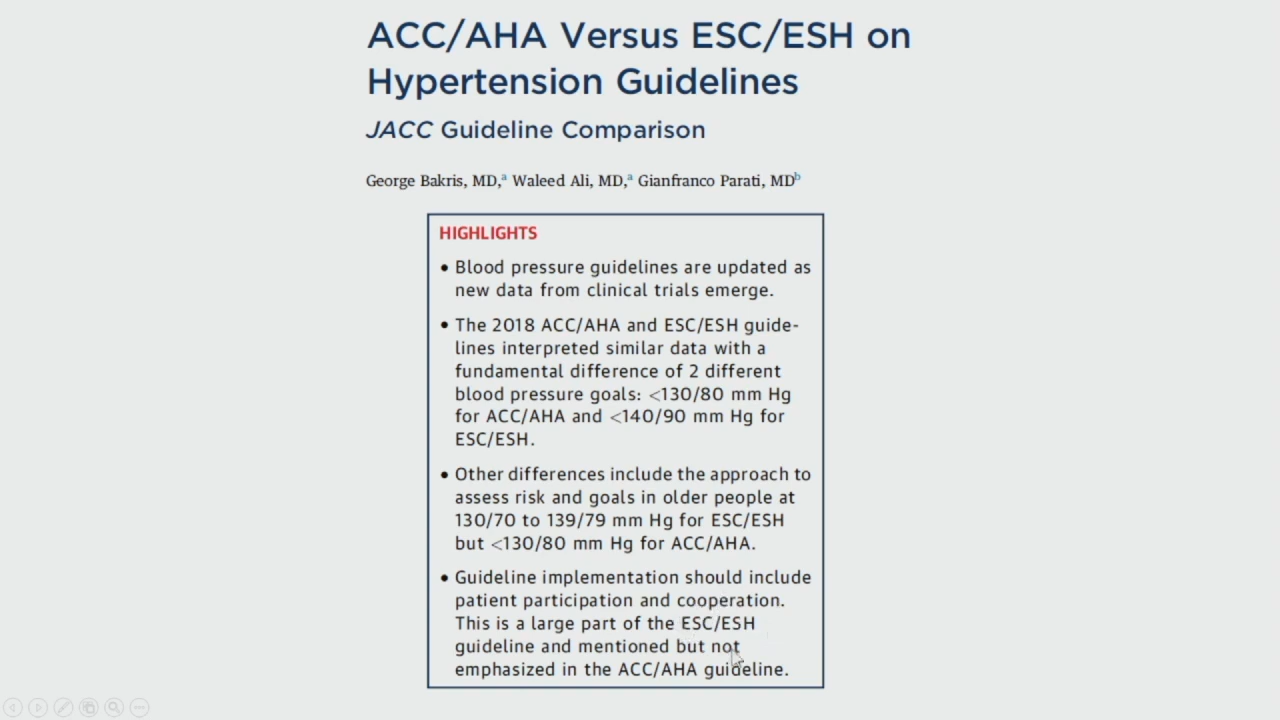 ACC/AHA Versus ESC/ESH on
Hypertension Guidelines
JACC Guideline Comparison
George Bakris, MD,a Waleed Ali, MD,a Gianfranco Parati, MDb
HIGHLIGHTS
• Blood pressure guidelines are updated as
new data from clinical trials emerge.
• The 2018 ACC/AHA and ESC/ESH guide-
lines interpreted similar data with a
fundamental difference of 2 different
blood pressure goals: <130/80 mm Hg
for ACC/AHA and <140/90 mm Hg for
ESC/ESH.
• Other differences include the approach to
assess risk and goals in older people at
130/70 to 139/79 mm Hg for ESC/ESH
but <130/80 mm Hg for ACC/AHA.
• Guideline implementation should include
patient participation and cooperation.
This is a large part of the ESC/ESH
guideline and mentioned but not
emphasized in the ACC/AHA guideline.